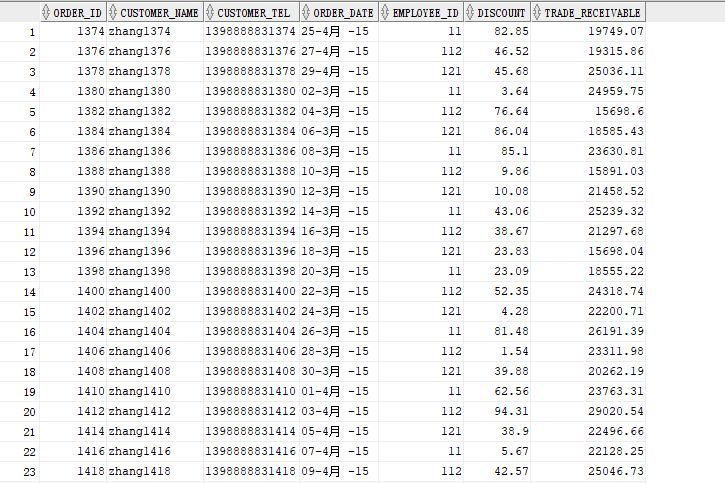 ORDER_ID CUSTOMER_NAME CUSTOMER_TEL ORDER_DATE EMPLOYEE_ID DISCOUNT TRADE_RECEIVABLE
1 1374 zhang1374 1398888831374 25-4月 -15 11 82.85 19749.07
2 1376 zhang1376 1398888831376 27-4月 -15 112 46.52 19315.86
3 1378 zhang1378 1398888831378 29-4月 -15 121 45.68 25036.11
4 1380 zhang1380 1398888831380 02-3月 -15 11 3.64 24959.75
5 1382 zhang1382 1398888831382 04-3月 -15 112 76.64 15698.6
6 1384 zhang1384 1398888831384 06-3月 -15 121 86.04 18585.43
7 1386 zhang1386 1398888831386 08-3月 -15 11 85.1 23630.81
8 1388 zhang1388 1398888831388 10-3月 -15 112 9.86 15891.03
9 1390 zhang1390 1398888831390 12-3月 -15 121 10.08 21458.52
10 1392 zhang1392 1398888831392 14-3月 -15 11 43.06 25239.32
11 1394 zhang1394 1398888831394 16-3月 -15 112 38.67 21297.68
12 1396 zhang1396 1398888831396 18-3月 -15 121 23.83 15698.04
13 1398 zhang1398 1398888831398 20-3月 -15 11 23.09 18555.22
14 1400 zhang1400 1398888831400 22-3月 -15 112 52.35 24318.74
15 1402 zhang1402 1398888831402 24-3月 -15 121 4.28 22200.71
16 1404 zhang1404 1398888831404 26-3月 -15 11 81.48 26191.39
17 1406 zhang1406 1398888831406 28-3月 -15 112 1.54 23311.98
18 1408 zhang1408 1398888831408 30-3月 -15 121 39.88 20262.19
19 1410 zhang1410 1398888831410 01-4月 -15 11 62.56 23763.31
20 1412 zhang1412 1398888831412 03-4月 -15 112 94.31 29020.54
21 1414 zhang1414 1398888831414 05-4月 -15 121 38.9 22496.66
22 1416 zhang1416 1398888831416 07-4月 -15 11 5.67 22128.25
23 1418 zhang1418 1398888831418 09-4月 -15 112 42.57 25046.73